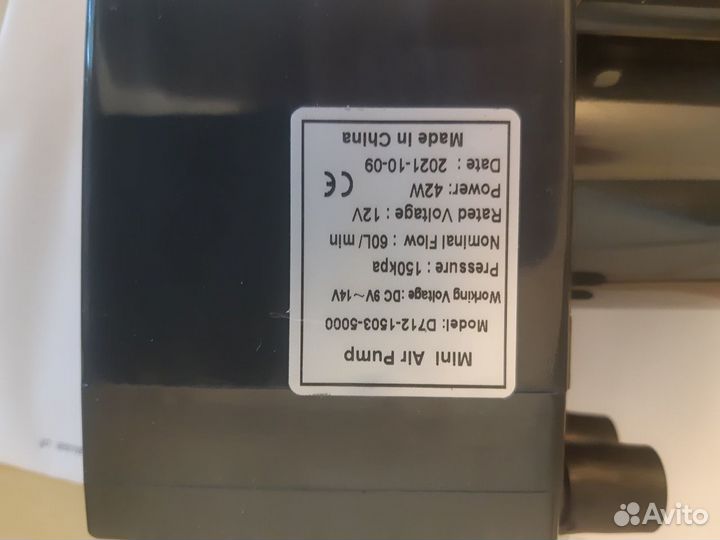 Mini Air Pump
Model: D712-1503-5000
Working Voltage: DC 9V～14V
Pressure : 150kpa
Nominal Flow : 60L/min
Rated Voltage : 12V
Power: 42W
CE
Date : 2021-10-09
Made In China
Avito